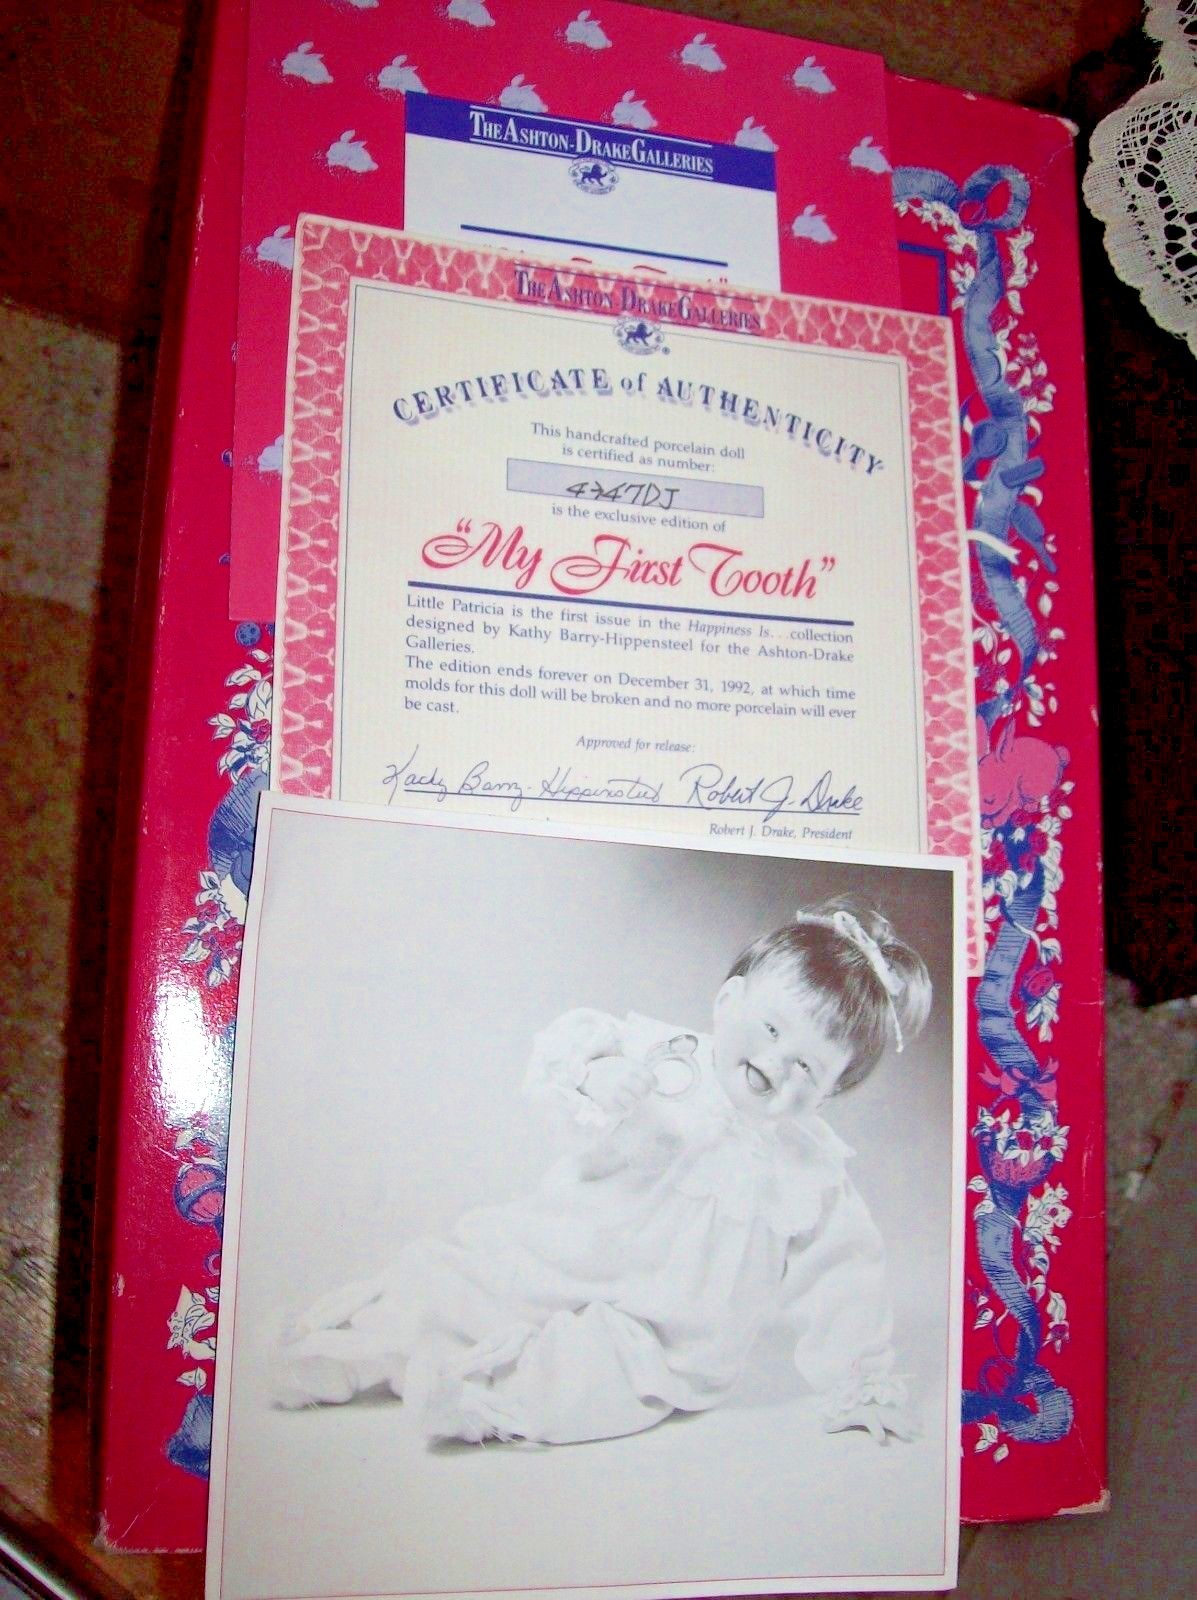 THE ASHTON-DRAKE GALLERIES
THE ASHTON-DRAKE GALLERIES
®
CERTIFICATE of AUTHENTICITY
This handcrafted porcelain doll
is certified as number:
4347DJ
is the exclusive edition of
"My First Tooth"
Little Patricia is the first issue in the Happiness Is. . .collection
designed by Kathy Barry-Hippensteel for the Ashton-Drake
Galleries.
The edition ends forever on December 31, 1992, at which time
molds for this doll will be broken and no more porcelain will ever
be cast.
Approved for release:
Kathy Barry-Hippensteel Robert J. Drake
Robert J. Drake, President